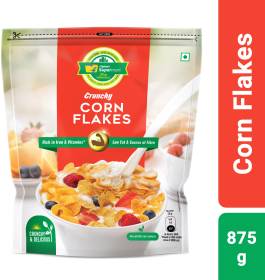 Crunchy
CORN
FLAKES
Rich in Iron & Vitamins*
Low Fat & Source of Fibre
CRUNCHY
& DELICIOUS
Corn Flakes
875
g